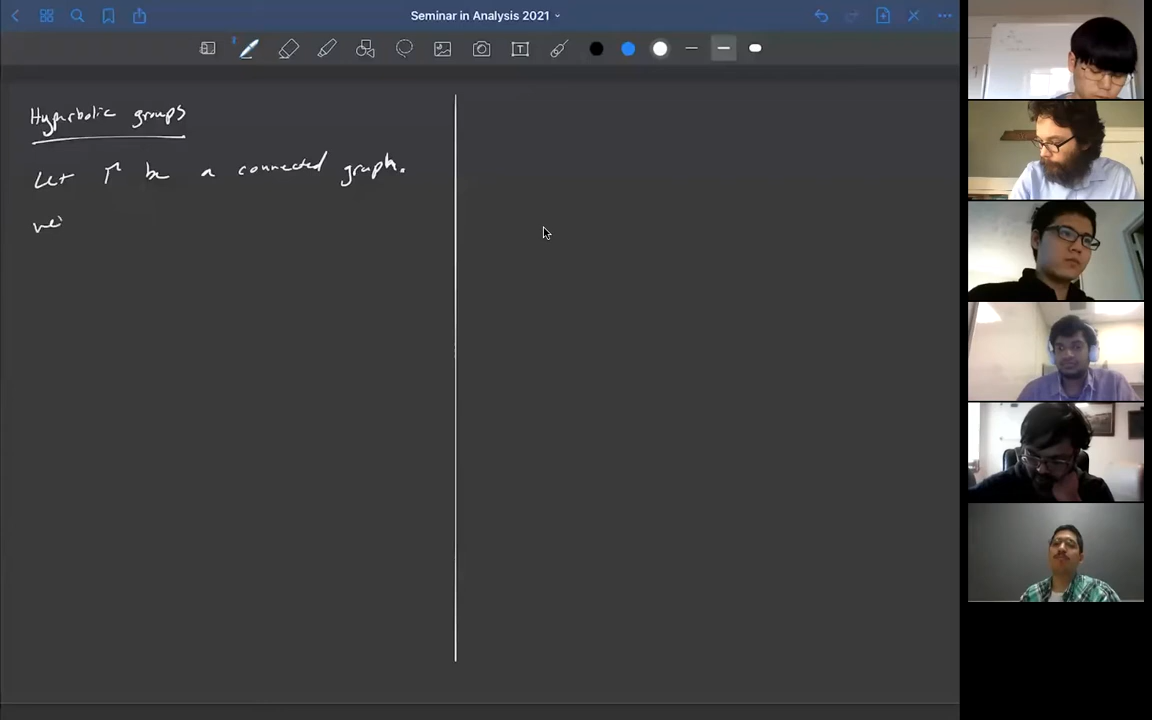 Seminar in Analysis 2021
Hyperbolic groups
Let Γ be a connected graph.